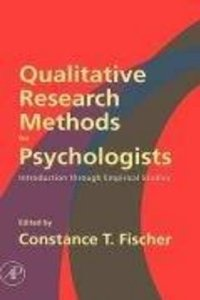 Qualitative
Research
Methods
for
Psychologists
Introduction through Empirical Studies
Edited by
Constance T. Fischer